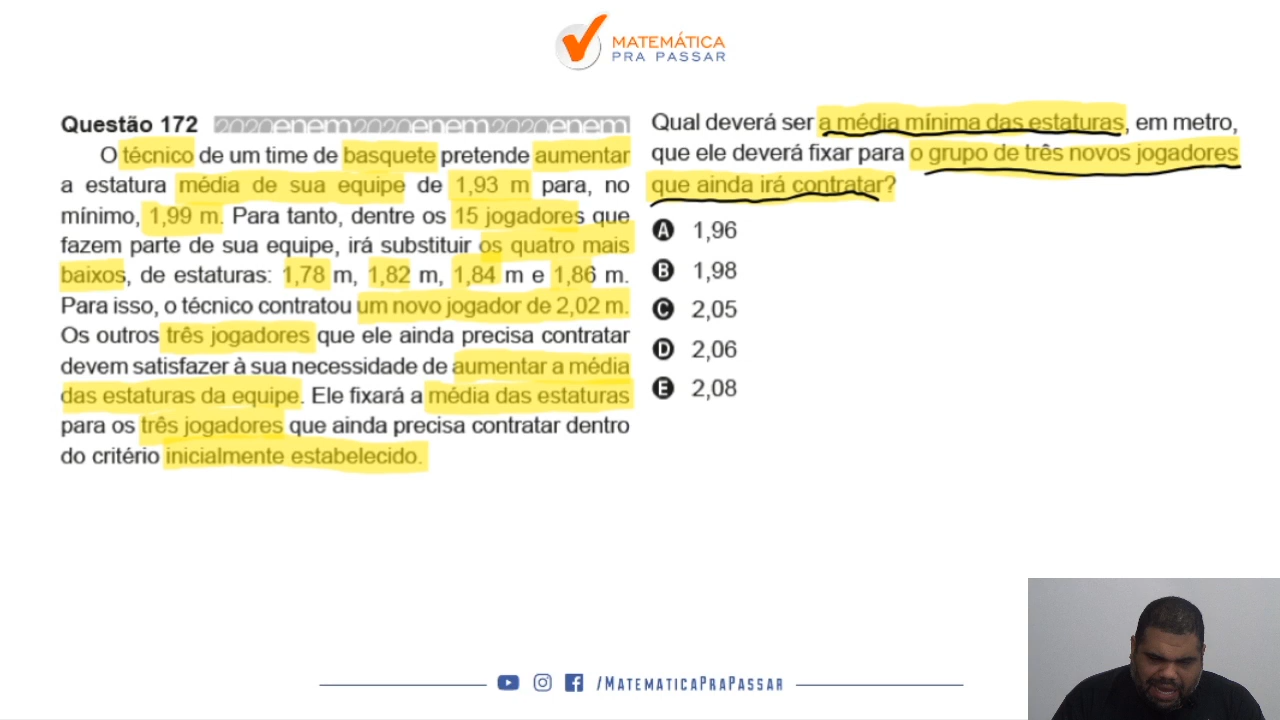 MATEMÁTICA
PRA PASSAR
Questão 172 2020enem2020enem2020enem
O técnico de um time de basquete pretende aumentar
a estatura média de sua equipe de 1,93 m para, no
mínimo, 1,99 m. Para tanto, dentre os 15 jogadores que
fazem parte de sua equipe, irá substituir os quatro mais
baixos, de estaturas: 1,78 m, 1,82 m, 1,84 m e 1,86 m.
Para isso, o técnico contratou um novo jogador de 2,02 m.
Os outros três jogadores que ele ainda precisa contratar
devem satisfazer à sua necessidade de aumentar a média
das estaturas da equipe. Ele fixará a média das estaturas
para os três jogadores que ainda precisa contratar dentro
do critério inicialmente estabelecido.
Qual deverá ser a média mínima das estaturas, em metro,
que ele deverá fixar para o grupo de três novos jogadores
que ainda irá contratar?
A 1,96
B 1,98
C 2,05
D 2,06
E 2,08
/MATEMATICAPRAPASSAR